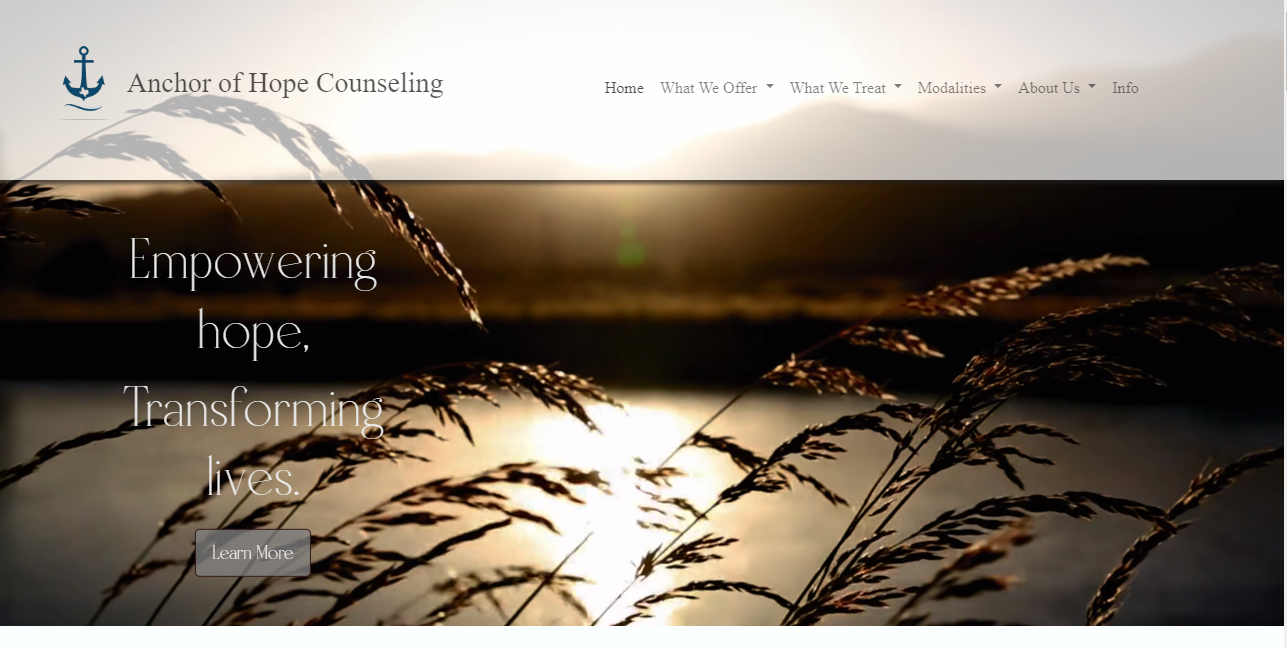 Anchor of Hope Counseling
Home What We Offer What We Treat Modalities About Us Info
Empowering
hope,
Transforming
lives.
Learn More